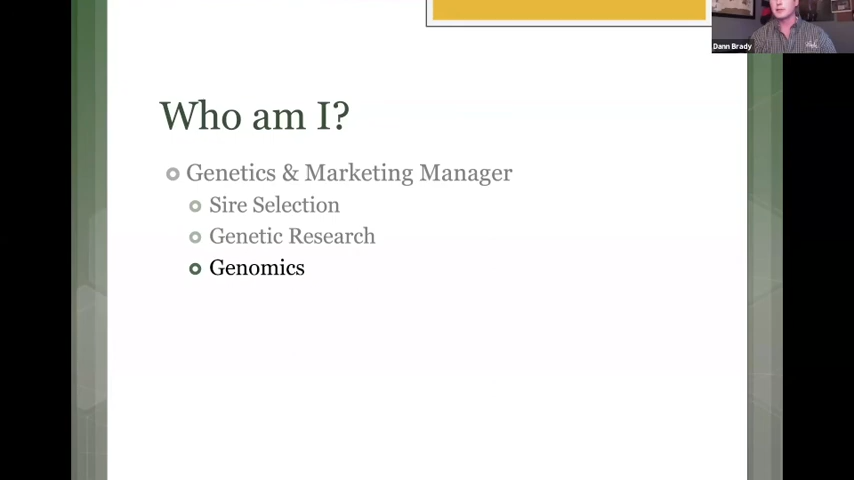 Dann Brady
Who am I?
Genetics & Marketing Manager
Sire Selection
Genetic Research
Genomics